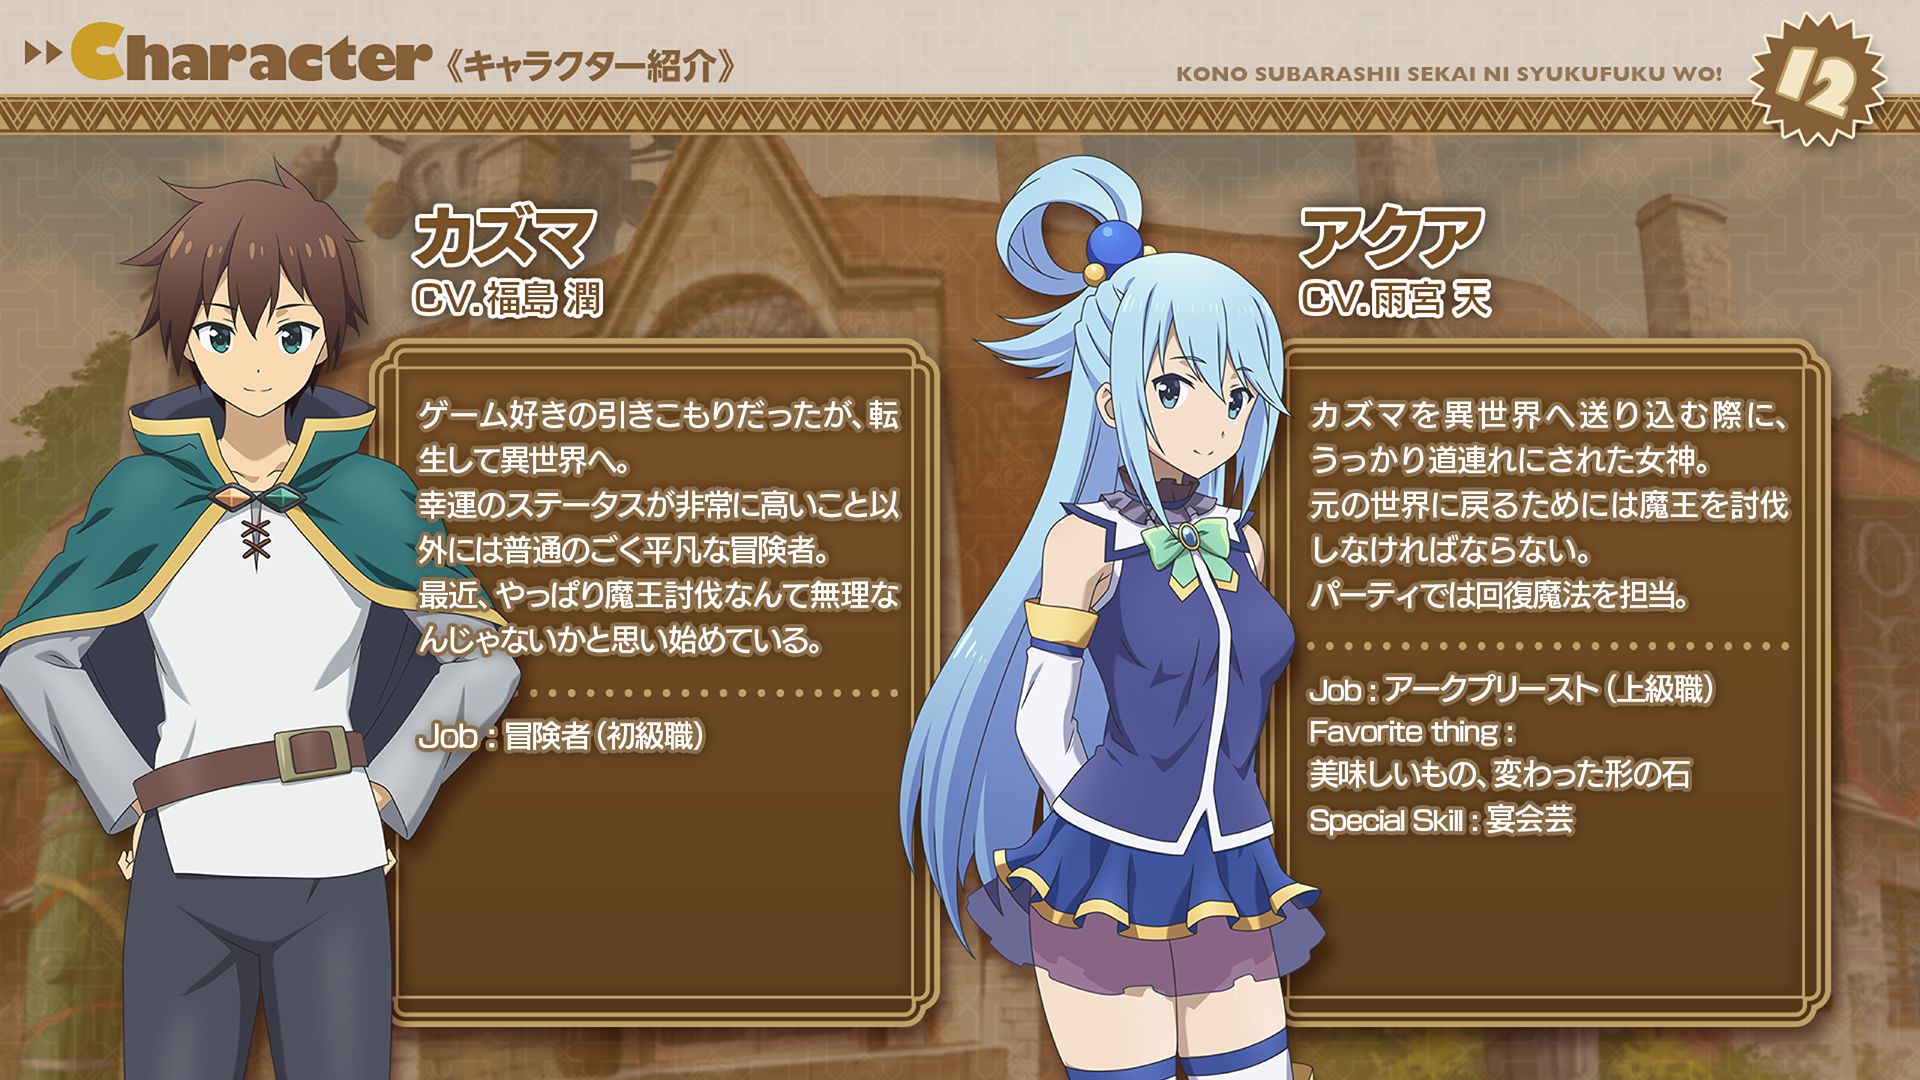 Character《キャラクター紹介》
KONO SUBARASHII SEKAI NI SYUKUFUKU WO!
12
カズマ
CV.福島 潤
ゲーム好きの引きこもりだったが、転
生して異世界へ。
幸運のステータスが非常に高いこと以
外には普通のごく平凡な冒険者。
最近、やっぱり魔王討伐なんて無理な
んじゃないかと思い始めている。
Job : 冒険者（初級職）
アクア
CV.雨宮 天
カズマを異世界へ送り込む際に、
うっかり道連れにされた女神。
元の世界に戻るためには魔王を討伐
しなければならない。
パーティでは回復魔法を担当。
Job : アークプリースト（上級職）
Favorite thing :
美味しいもの、変わった形の石
Special Skill : 宴会芸